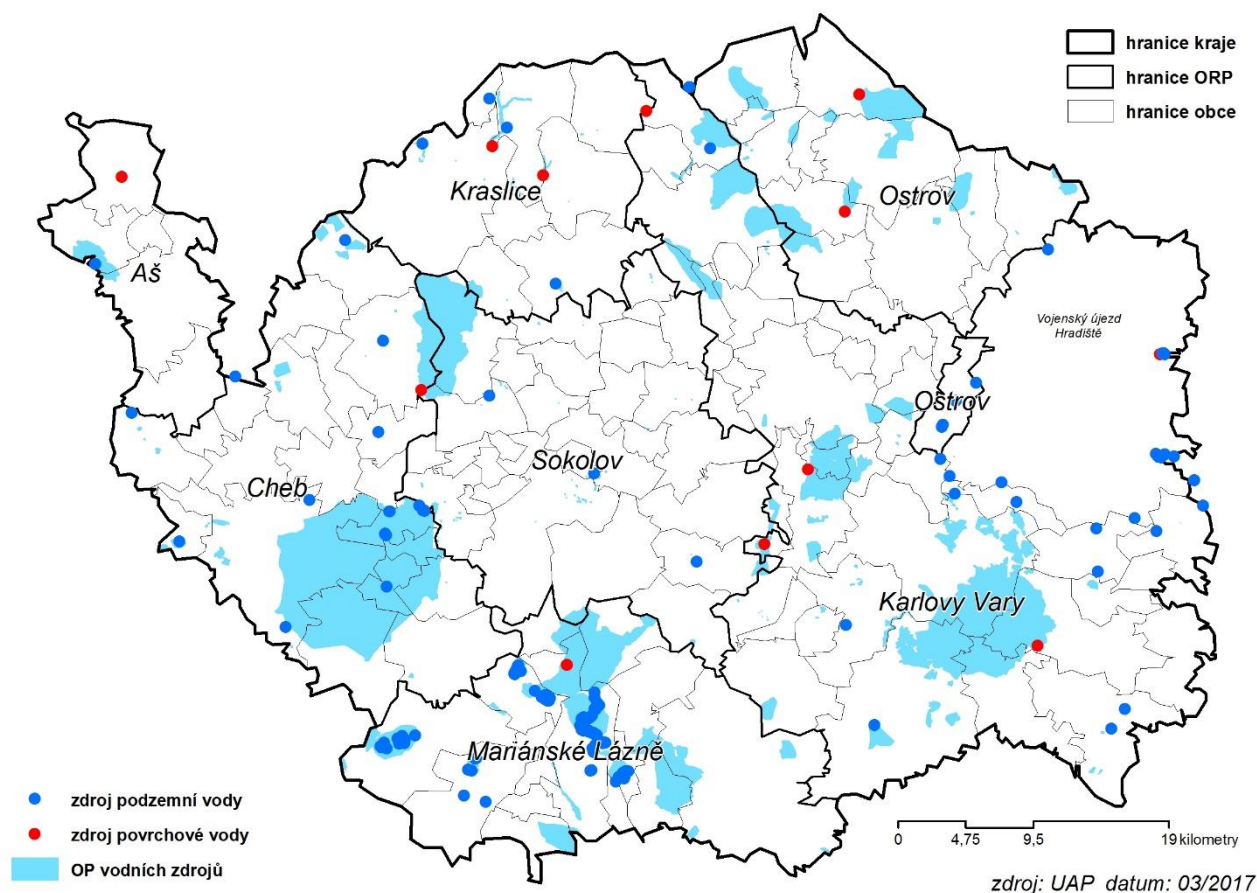 hranice kraje
hranice ORP
hranice obce
Kraslice
Ostrov
Aš
Vojenský újezd
Hradiště
Ostrov
Sokolov
Cheb
Karlovy Vary
Mariánské Lázně
zdroj podzemní vody
zdroj povrchové vody
OP vodních zdrojů
0 4,75 9,5 19 kilometry
zdroj: UAP datum: 03/2017